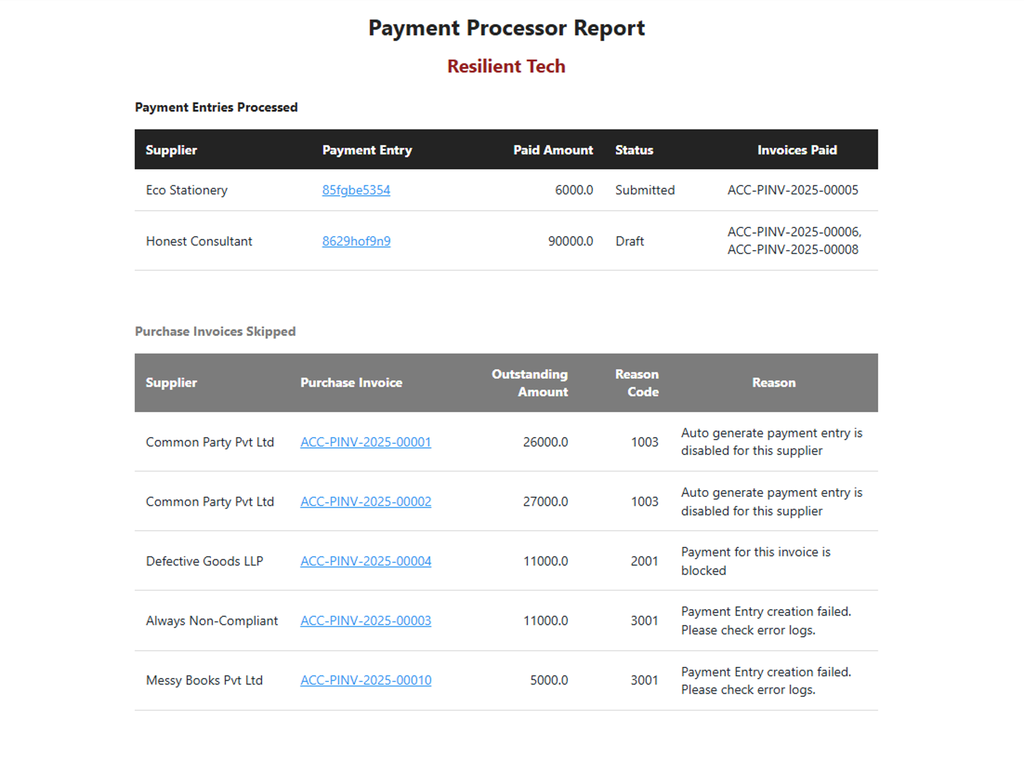 Payment Processor Report
Resilient Tech
Payment Entries Processed
Supplier Payment Entry Paid Amount Status Invoices Paid
Eco Stationery 85fgbe5354 6000.0 Submitted ACC-PINV-2025-00005
Honest Consultant 8629hof9n9 90000.0 Draft ACC-PINV-2025-00006,
ACC-PINV-2025-00008
Purchase Invoices Skipped
Supplier Purchase Invoice Outstanding Amount Reason Code Reason
Common Party Pvt Ltd ACC-PINV-2025-00001 26000.0 1003 Auto generate payment entry is
disabled for this supplier
Common Party Pvt Ltd ACC-PINV-2025-00002 27000.0 1003 Auto generate payment entry is
disabled for this supplier
Defective Goods LLP ACC-PINV-2025-00004 11000.0 2001 Payment for this invoice is
blocked
Always Non-Compliant ACC-PINV-2025-00003 11000.0 3001 Payment Entry creation failed.
Please check error logs.
Messy Books Pvt Ltd ACC-PINV-2025-00010 5000.0 3001 Payment Entry creation failed.
Please check error logs.